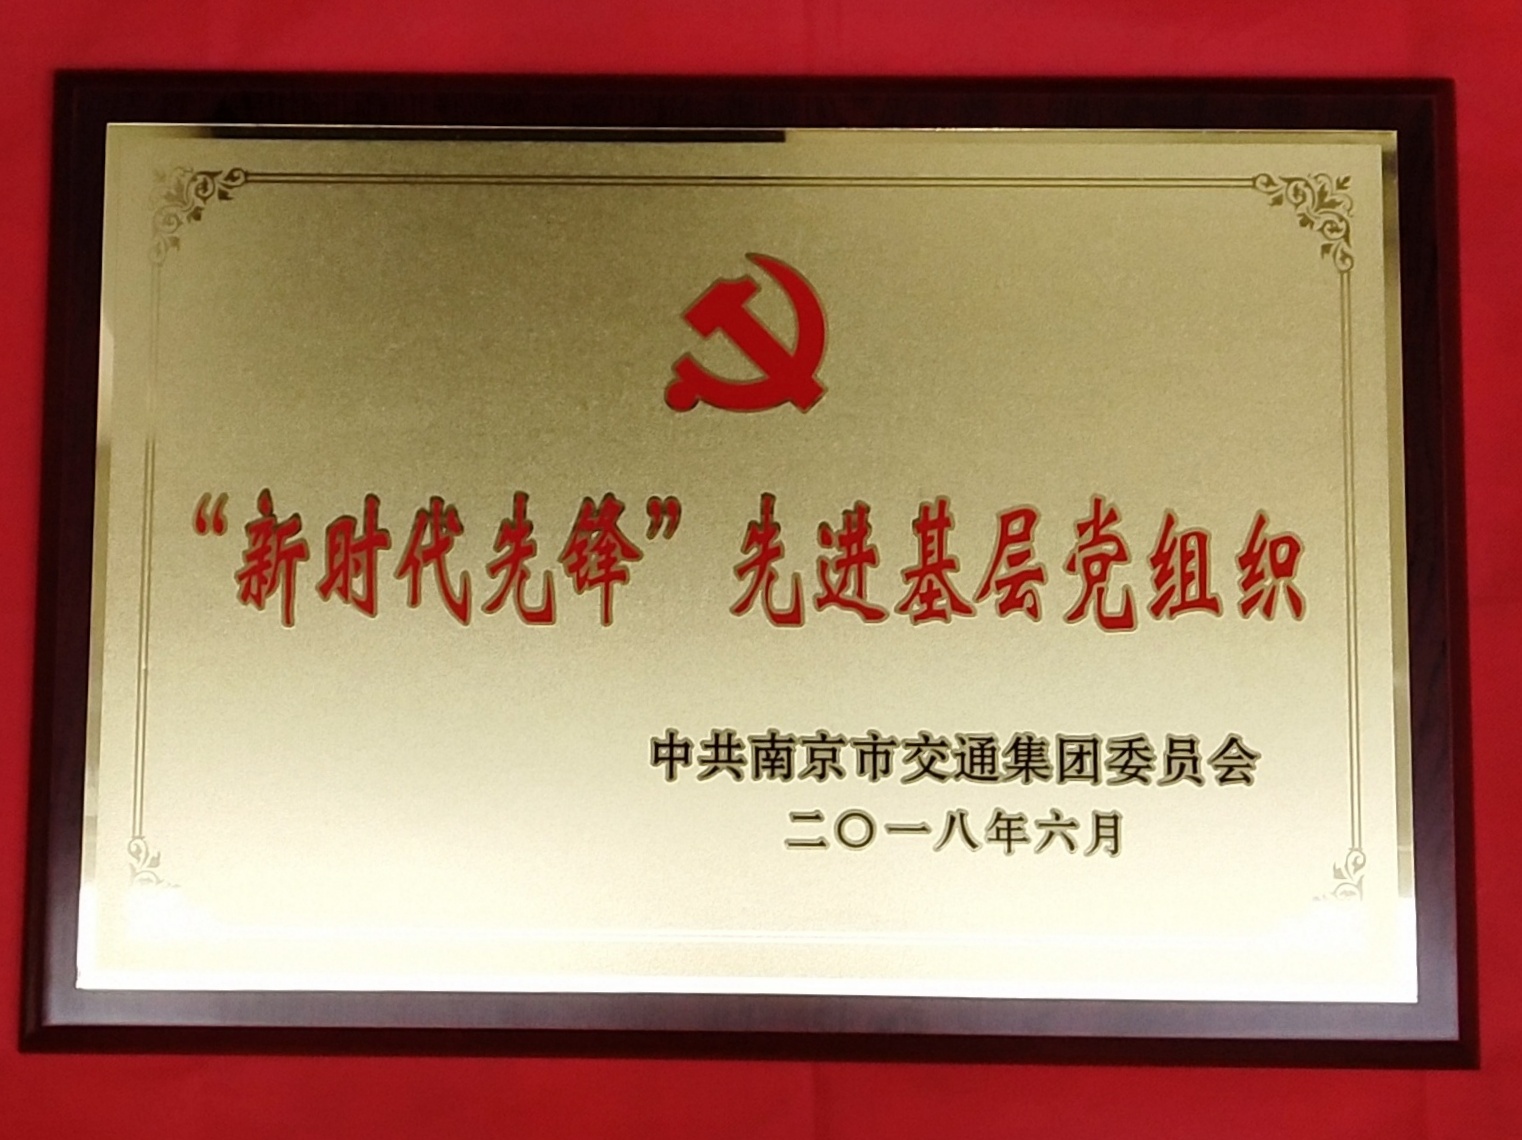 “新时代先锋”先进基层党组织
中共南京市交通集团委员会
二〇一八年六月